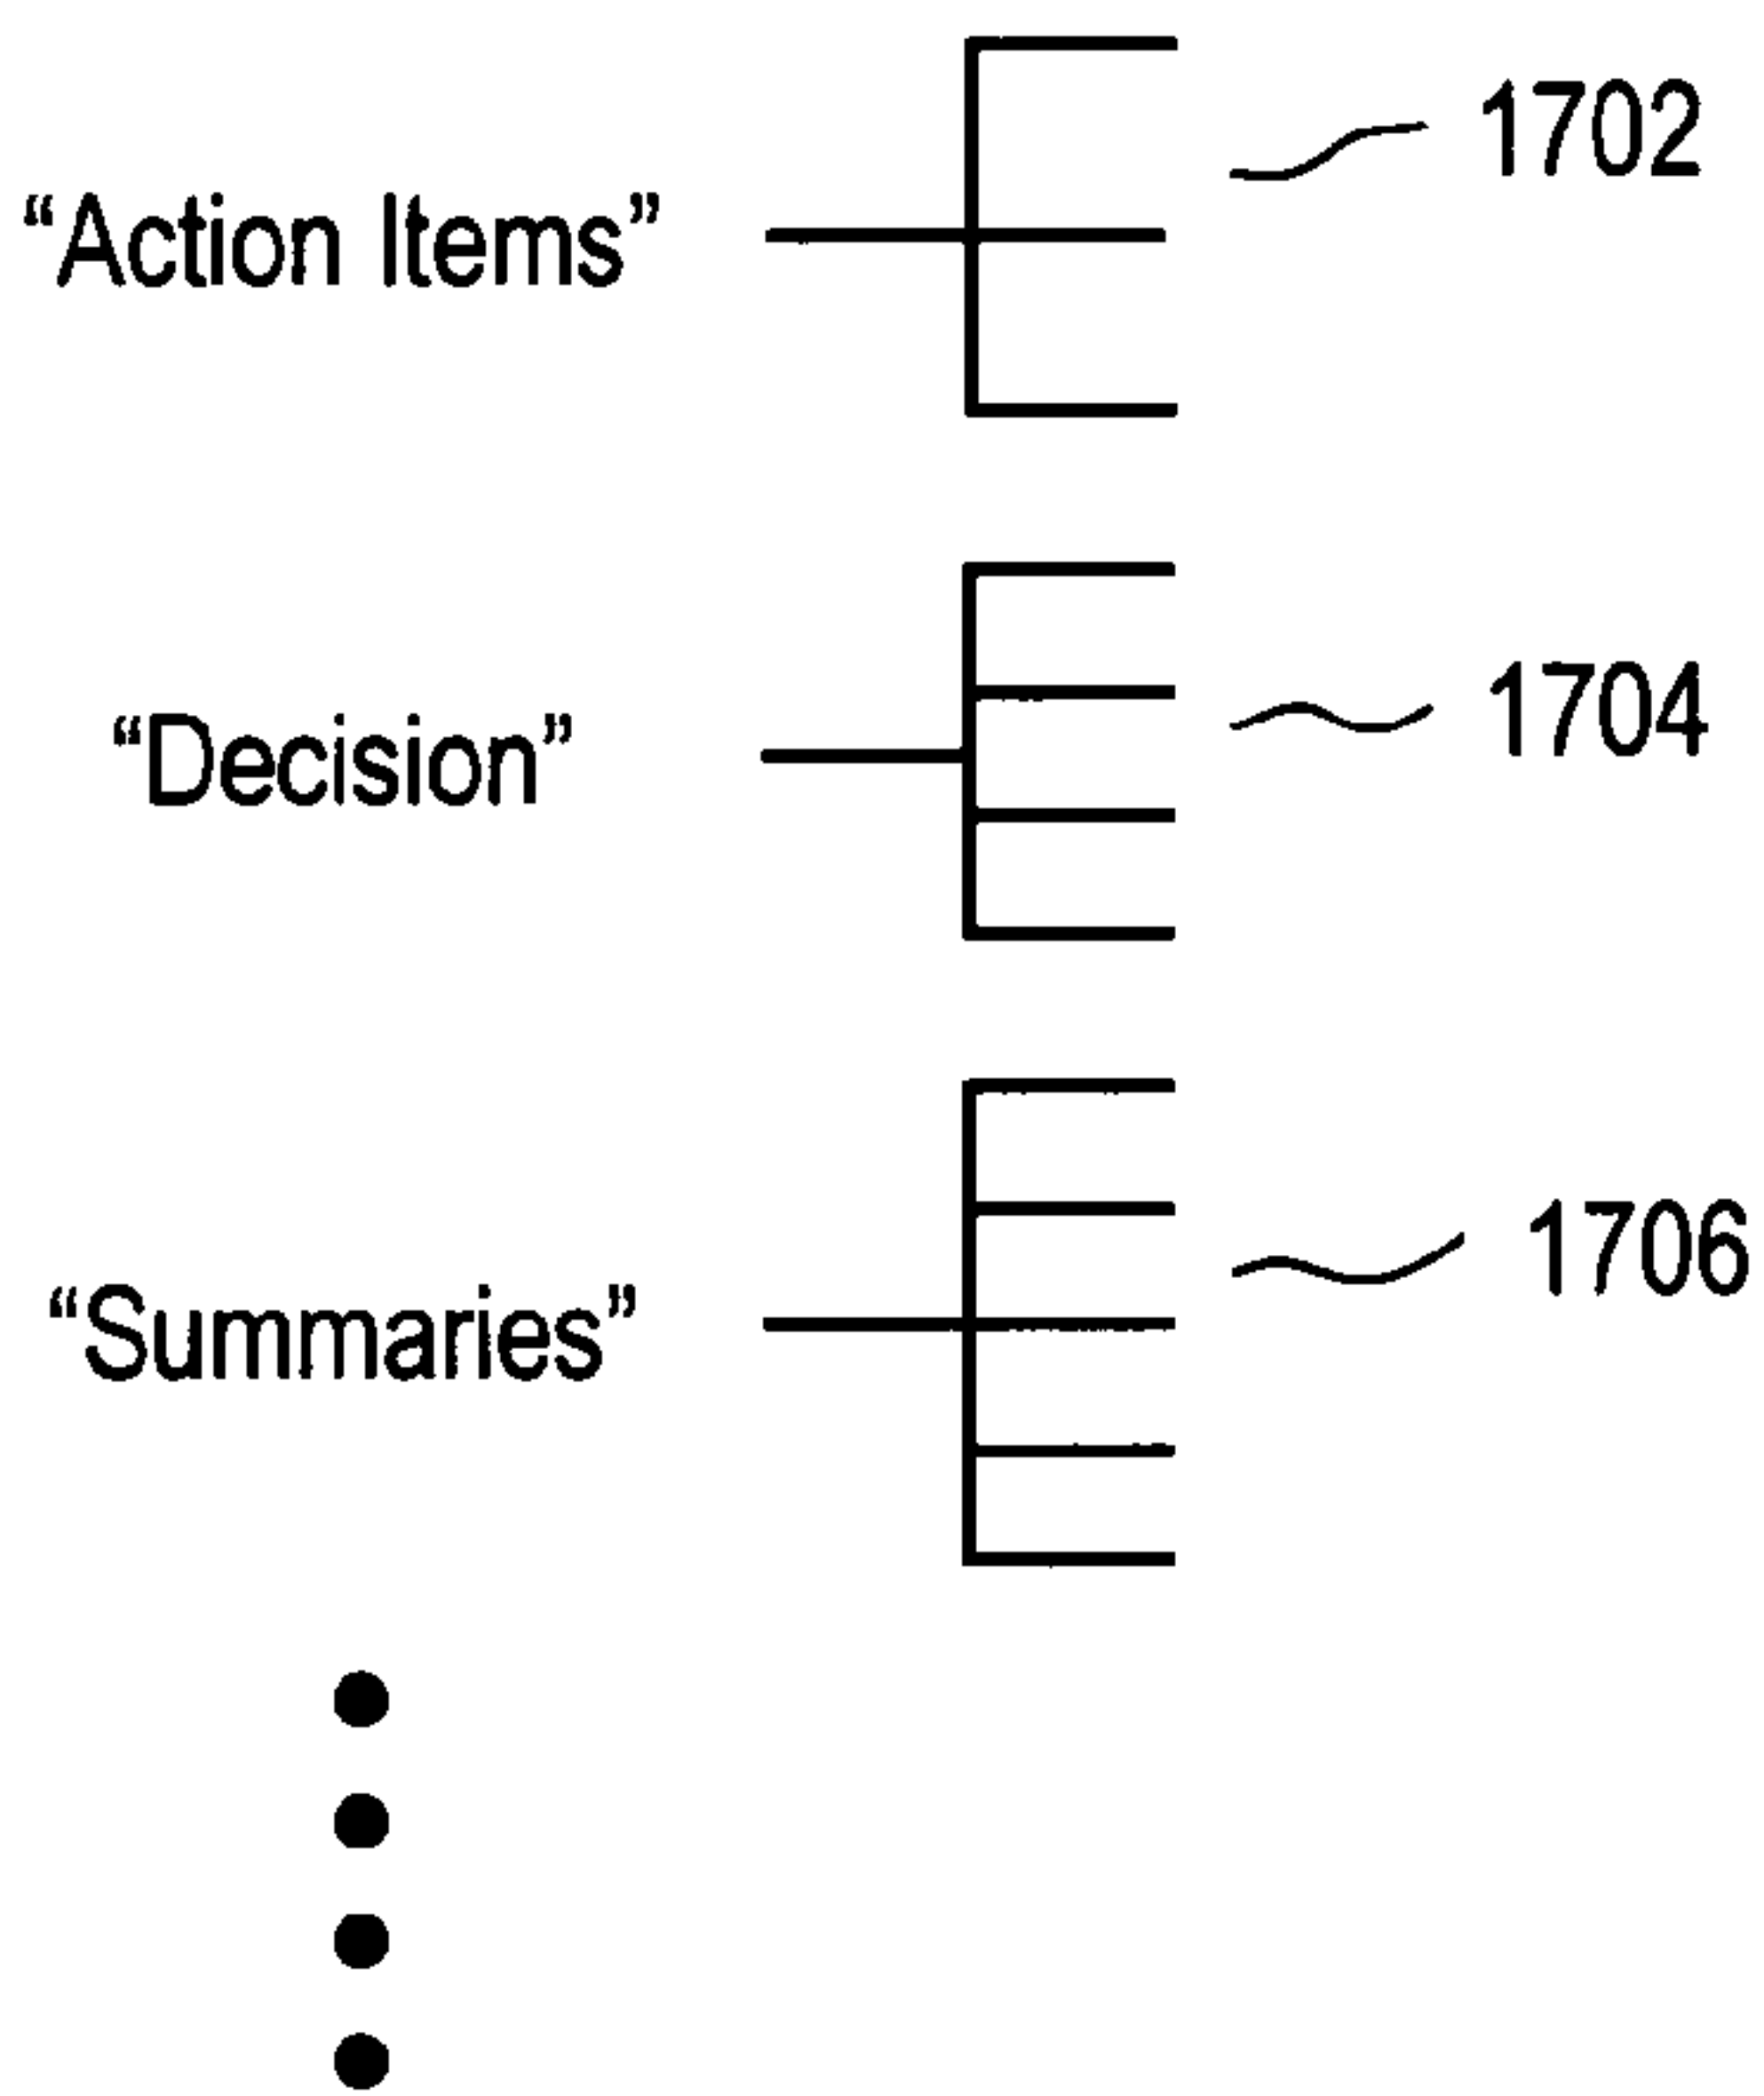 1702
“Action Items”
1704
“Decision”
1706
“Summaries”